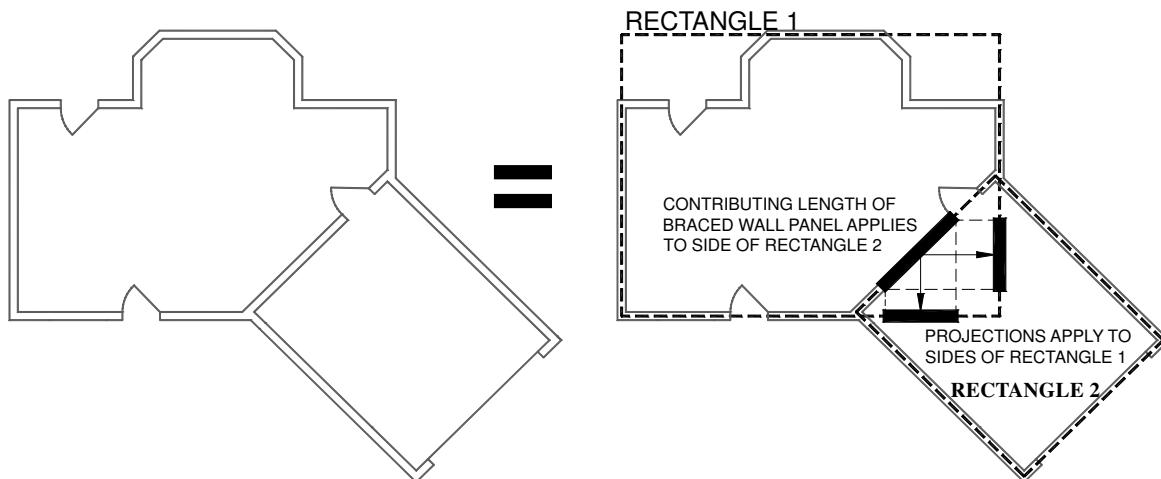 RECTANGLE 1
CONTRIBUTING LENGTH OF
BRACED WALL PANEL APPLIES
TO SIDE OF RECTANGLE 2
PROJECTIONS APPLY TO
SIDES OF RECTANGLE 1
RECTANGLE 2